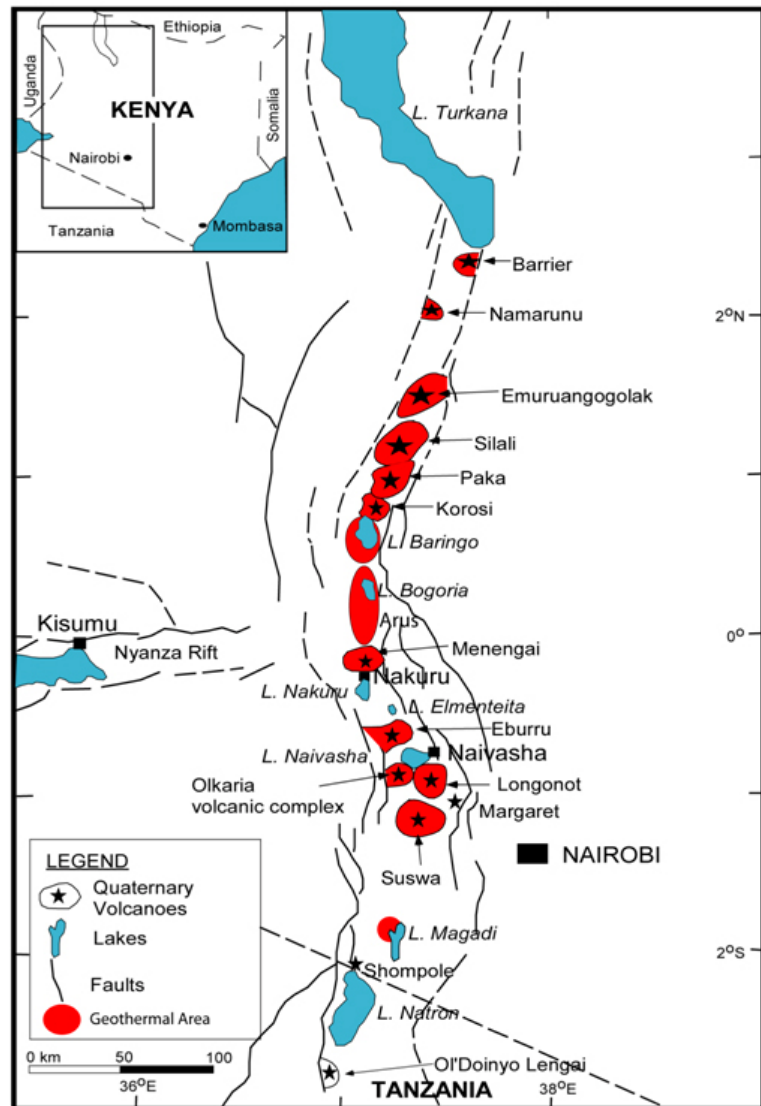 Ethiopia
Uganda
KENYA
Somalia
Nairobi
Tanzania
Mombasa
L. Turkana
Barrier
Namarunu
2°N
Emuruangogolak
Silali
Paka
Korosi
L. Baringo
L. Bogoria
Arus
Kisumu
0°
Nyanza Rift
Menengai
Nakuru
L. Nakuru
L. Elmenteita
Eburru
L. Naivasha
Naivasha
Olkaria
volcanic complex
Longonot
Margaret
NAIROBI
Suswa
LEGEND
Quaternary
Volcanoes
Lakes
Faults
Geothermal Area
0 km 50 100
L. Magadi
2°S
Shompole
L. Natron
Ol'Doinyo Lengai
TANZANIA
36°E
38°E